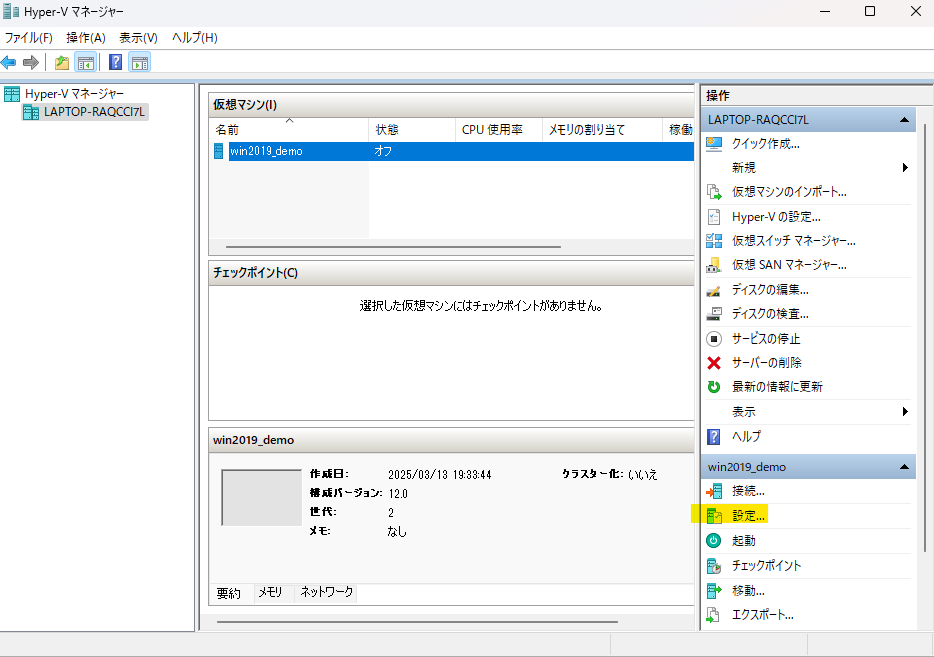 Hyper-V マネージャー
ファイル(F) 操作(A) 表示(V) ヘルプ(H)
Hyper-V マネージャー
LAPTOP-RAQCCI7L
仮想マシン(I)
名前 状態 CPU 使用率 メモリの割り当て 稼働
win2019_demo オフ
チェックポイント(C)
選択した仮想マシンにはチェックポイントがありません。
win2019_demo
作成日: 2025/03/13 19:33:44 クラスター化: いいえ
構成バージョン: 12.0
世代: 2
メモ: なし
要約 メモリ ネットワーク
操作
LAPTOP-RAQCCI7L
クイック作成...
新規
仮想マシンのインポート...
Hyper-V の設定...
仮想スイッチ マネージャー...
仮想 SAN マネージャー...
ディスクの編集...
ディスクの検査...
サービスの停止
サーバーの削除
最新の情報に更新
表示
ヘルプ
win2019_demo
接続...
設定...
起動
チェックポイント
移動...
エクスポート...